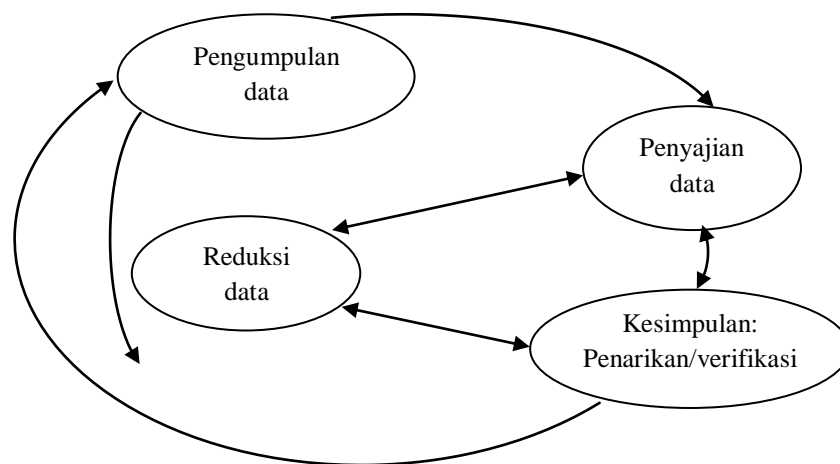 Pengumpulan
data
Penyajian
data
Reduksi
data
Kesimpulan:
Penarikan/verifikasi